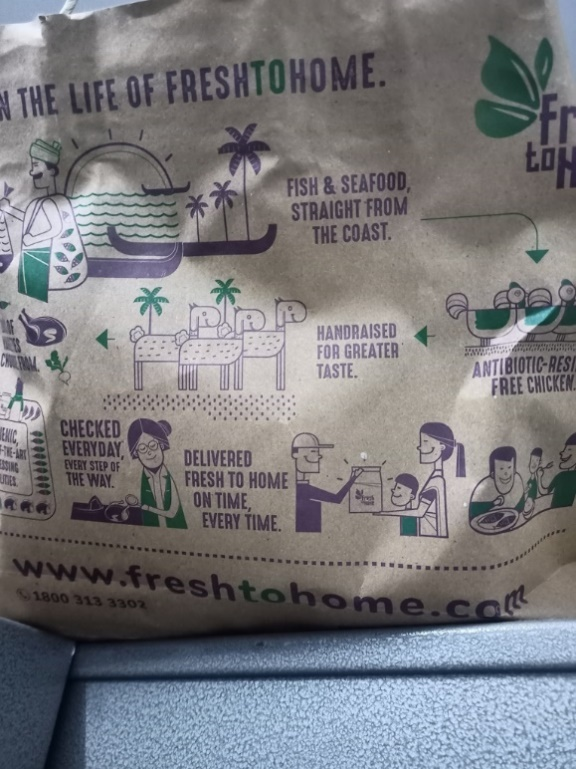 N THE LIFE OF FRESHTOHOME.
Fr
toH
FISH & SEAFOOD,
STRAIGHT FROM
THE COAST.
HANDRAISED
FOR GREATER
TASTE.
ANTIBIOTIC-RESI
FREE CHICKEN.
CHECKED
EVERYDAY,
EVERY STEP OF
THE WAY.
DELIVERED
FRESH TO HOME
ON TIME,
EVERY TIME.
www.freshtohome.com
1800 313 3302